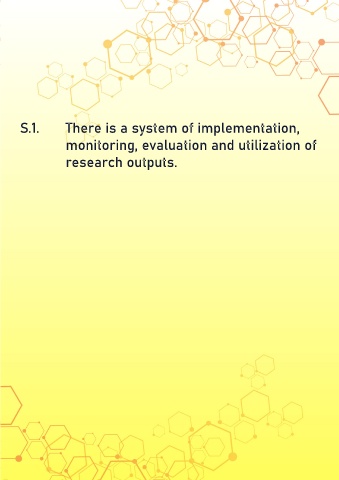 S.1. There is a system of implementation,
monitoring, evaluation and utilization of
research outputs.